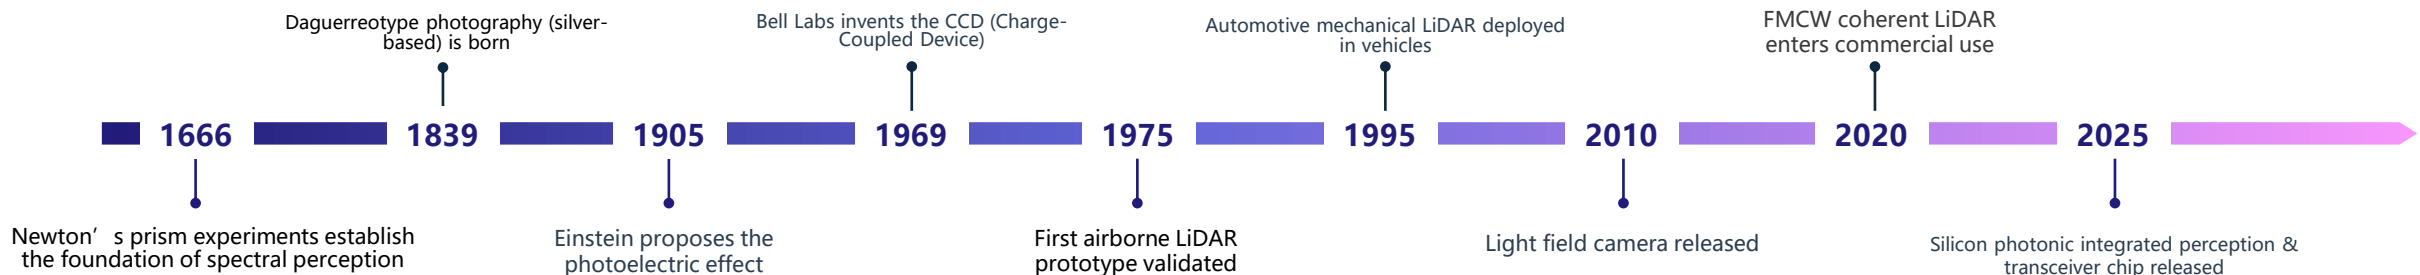 Daguerreotype photography (silver-
based) is born
Bell Labs invents the CCD (Charge-
Coupled Device)
Automotive mechanical LiDAR deployed
in vehicles
FMCW coherent LiDAR
enters commercial use
1666
1839
1905
1969
1975
1995
2010
2020
2025
Newton’ s prism experiments establish
the foundation of spectral perception
Einstein proposes the
photoelectric effect
First airborne LiDAR
prototype validated
Light field camera released
Silicon photonic integrated perception &
transceiver chip released